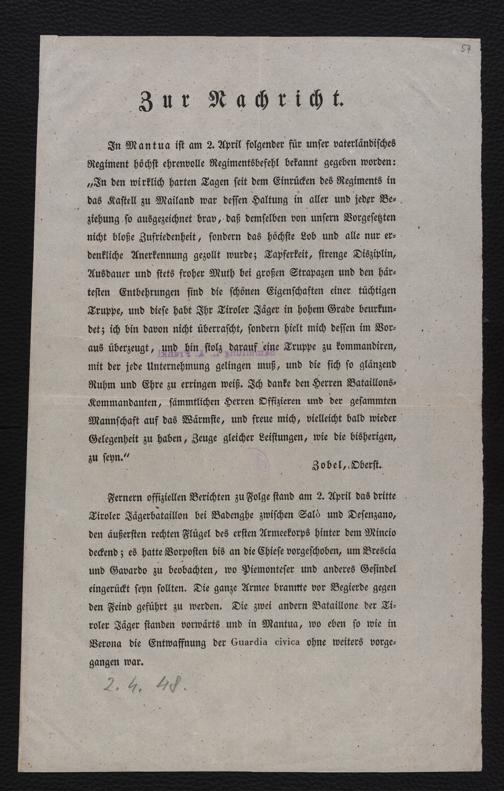 57
Zur Nachricht.
In Mantua ist am 2. April folgender für unser vaterländisches
Regiment höchst ehrenvolle Regimentsbefehl bekannt gegeben worden:
„In den wirklich harten Tagen seit dem Einrücken des Regiments in
das Kastell zu Mailand war dessen Haltung in aller und jeder Be-
ziehung so ausgezeichnet brav, daß demselben von unsern Vorgesetzten
nicht bloße Zufriedenheit, sondern das höchste Lob und alle nur er-
denkliche Anerkennung gezollt wurde; Tapferkeit, strenge Disziplin,
Ausdauer und stets froher Muth bei großen Strapazen und den här-
testen Entbehrungen sind die schönen Eigenschaften einer tüchtigen
Truppe, und diese habt Ihr Tiroler Jäger in hohem Grade beurkun-
det; ich bin davon nicht überrascht, sondern hielt mich dessen im Vor-
aus überzeugt, und bin stolz darauf eine Truppe zu kommandiren,
mit der jede Unternehmung gelingen muß, und die sich so glänzend
Ruhm und Ehre zu erringen weiß. Ich danke den Herren Bataillons-
Kommandanten, sämmtlichen Herren Offizieren und der gesammten
Mannschaft auf das Wärmste, und freue mich, vielleicht bald wieder
Gelegenheit zu haben, Zeuge gleicher Leistungen, wie die bisherigen,
zu seyn."
Zobel, Oberst.
Fernern offiziellen Berichten zu Folge stand am 2. April das dritte
Tiroler Jägerbataillon bei Badenghe zwischen Salò und Desenzano,
den äußersten rechten Flügel des ersten Armeekorps hinter dem Mincio
deckend; es hatte Vorposten bis an die Chiese vorgeschoben, um Brescia
und Gavardo zu beobachten, wo Piemonteser und anderes Gesindel
eingerückt seyn sollten. Die ganze Armee brannte vor Begierde gegen
den Feind geführt zu werden. Die zwei andern Bataillone der Ti-
roler Jäger standen vorwärts und in Mantua, wo eben so wie in
Verona die Entwaffnung der Guardia civica ohne weiters vorge-
gangen war.
2. 4. 48.